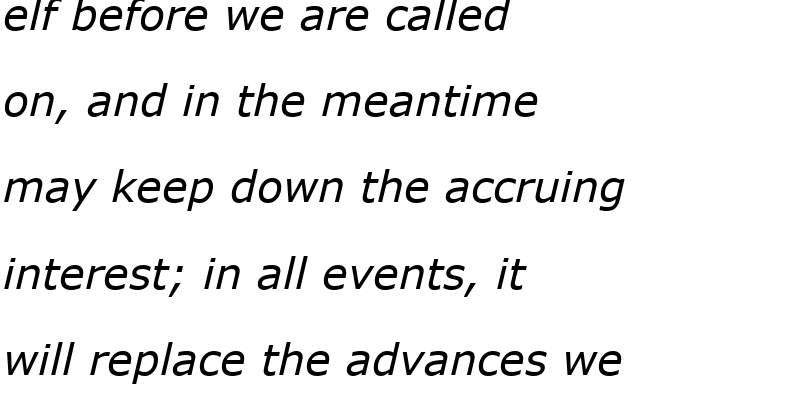 elf before we are called
on, and in the meantime
may keep down the accruing
interest; in all events, it
will replace the advances we